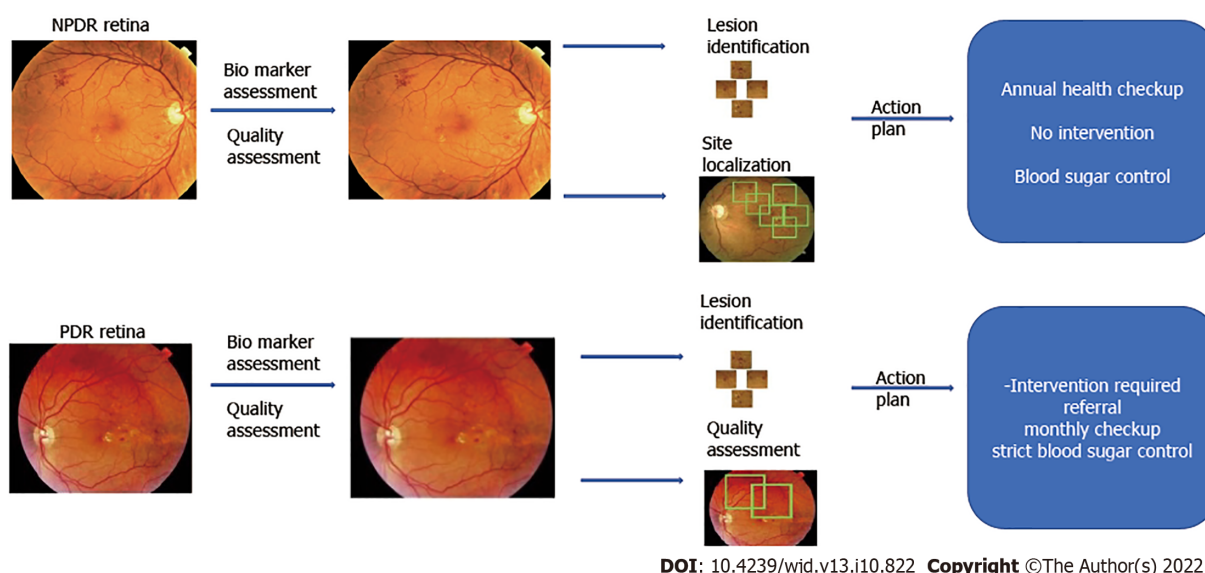 NPDR retina
Bio marker
assessment
Quality
assessment
Lesion
identification
Site
localization
Action
plan
Annual health checkup
No intervention
Blood sugar control
PDR retina
Bio marker
assessment
Quality
assessment
Lesion
identification
Quality
assessment
Action
plan
-Intervention required
referral
monthly checkup
strict blood sugar control
DOI: 10.4239/wjd.v13.i10.822 Copyright ©The Author(s) 2022